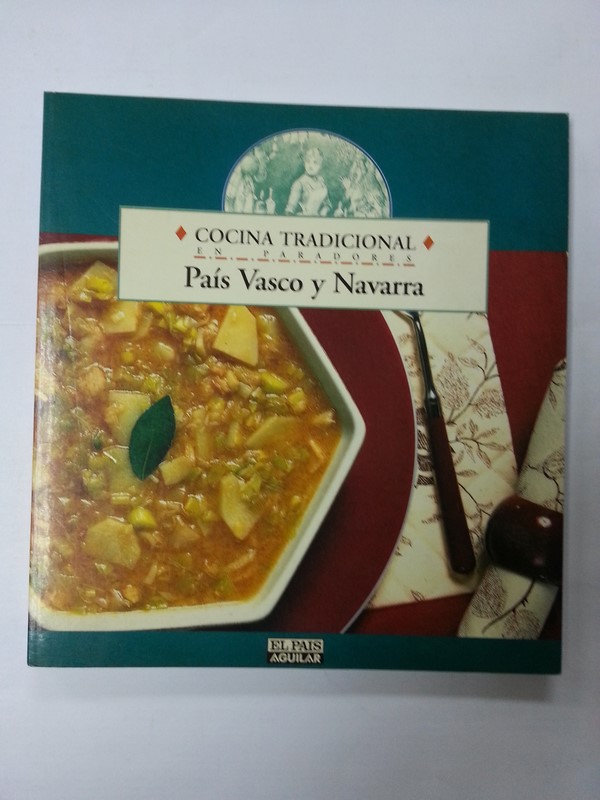 COCINA TRADICIONAL
EN PARADORES
País Vasco y Navarra
EL PAIS
AGUILAR